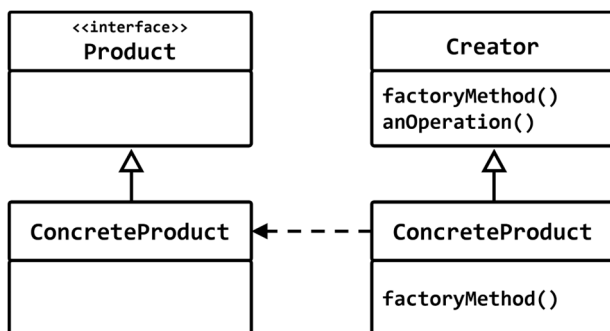 <<interface>>
Product
Creator
factoryMethod()
anOperation()
ConcreteProduct
ConcreteProduct
factoryMethod()